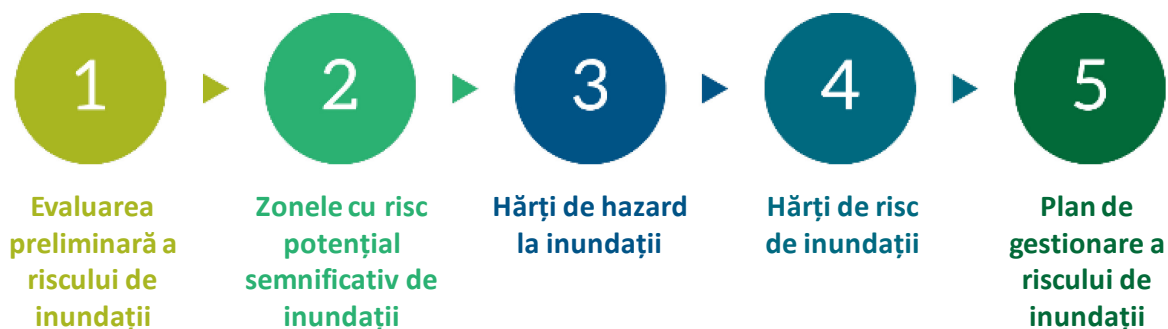 1
2
3
4
5
Evaluarea
preliminară a
riscului de
inundații
Zonele cu risc
potențial
semnificativ de
inundații
Hărți de hazard
la inundații
Hărți de risc
de inundații
Plan de
gestionare a
riscului de
inundații